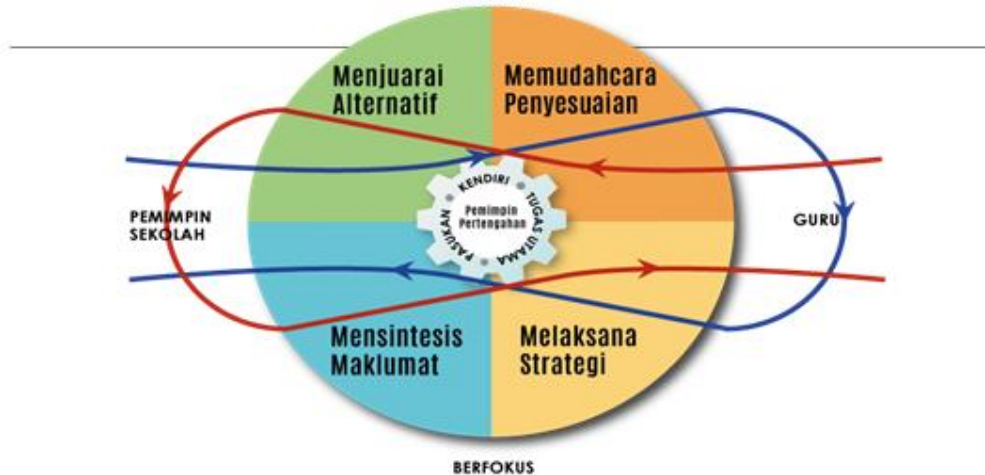 Menjuarai
Alternatif
Memudahcara
Penyesuaian
PEMIMPIN
SEKOLAH
KENDIRI
TUGAS UTAMA
PASUKAN
Pemimpin
Pertengahan
GURU
Mensintesis
Maklumat
Melaksana
Strategi
BERFOKUS